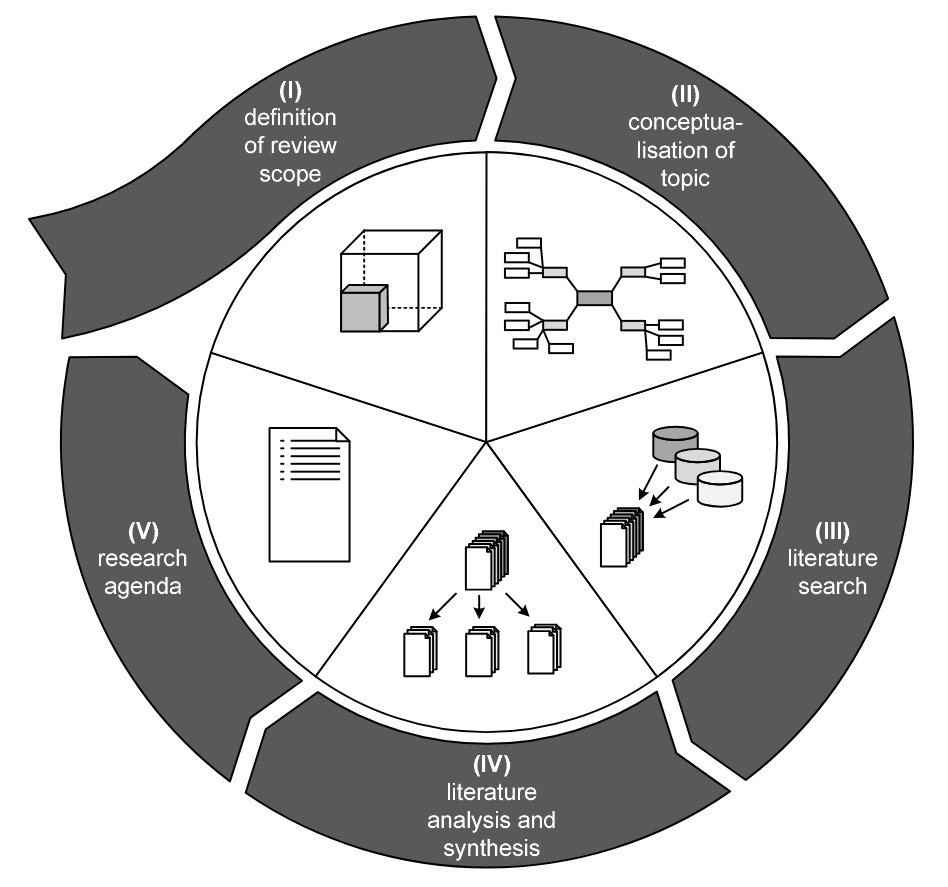 (I)
definition
of review
scope
(II)
conceptua-
lisation of
topic
(III)
literature
search
(IV)
literature
analysis and
synthesis
(V)
research
agenda